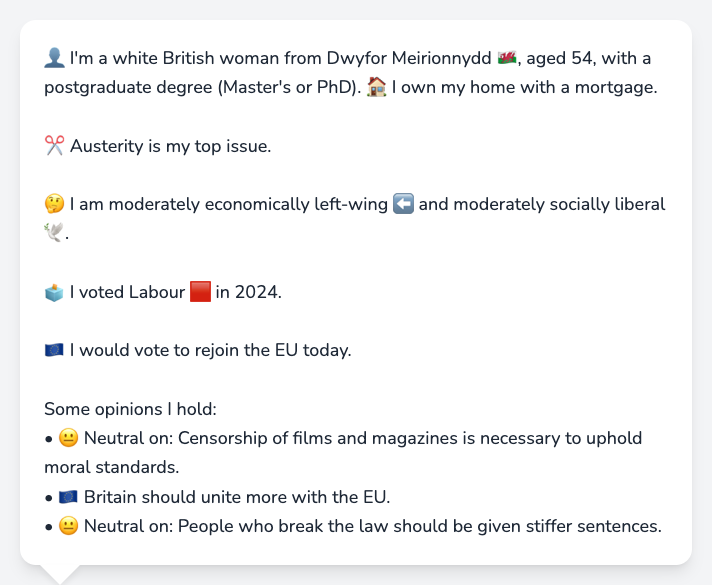 👤 I'm a white British woman from Dwyfor Meirionnydd 🏴󠁧󠁢󠁷󠁬󠁳󠁿, aged 54, with a
postgraduate degree (Master's or PhD). 🏠 I own my home with a mortgage.
✂️ Austerity is my top issue.
🤔 I am moderately economically left-wing ⬅️ and moderately socially liberal
🕊️.
🗳️ I voted Labour 🟥 in 2024.
🇪🇺 I would vote to rejoin the EU today.
Some opinions I hold:
• 😐 Neutral on: Censorship of films and magazines is necessary to uphold
moral standards.
• 🇪🇺 Britain should unite more with the EU.
• 😐 Neutral on: People who break the law should be given stiffer sentences.